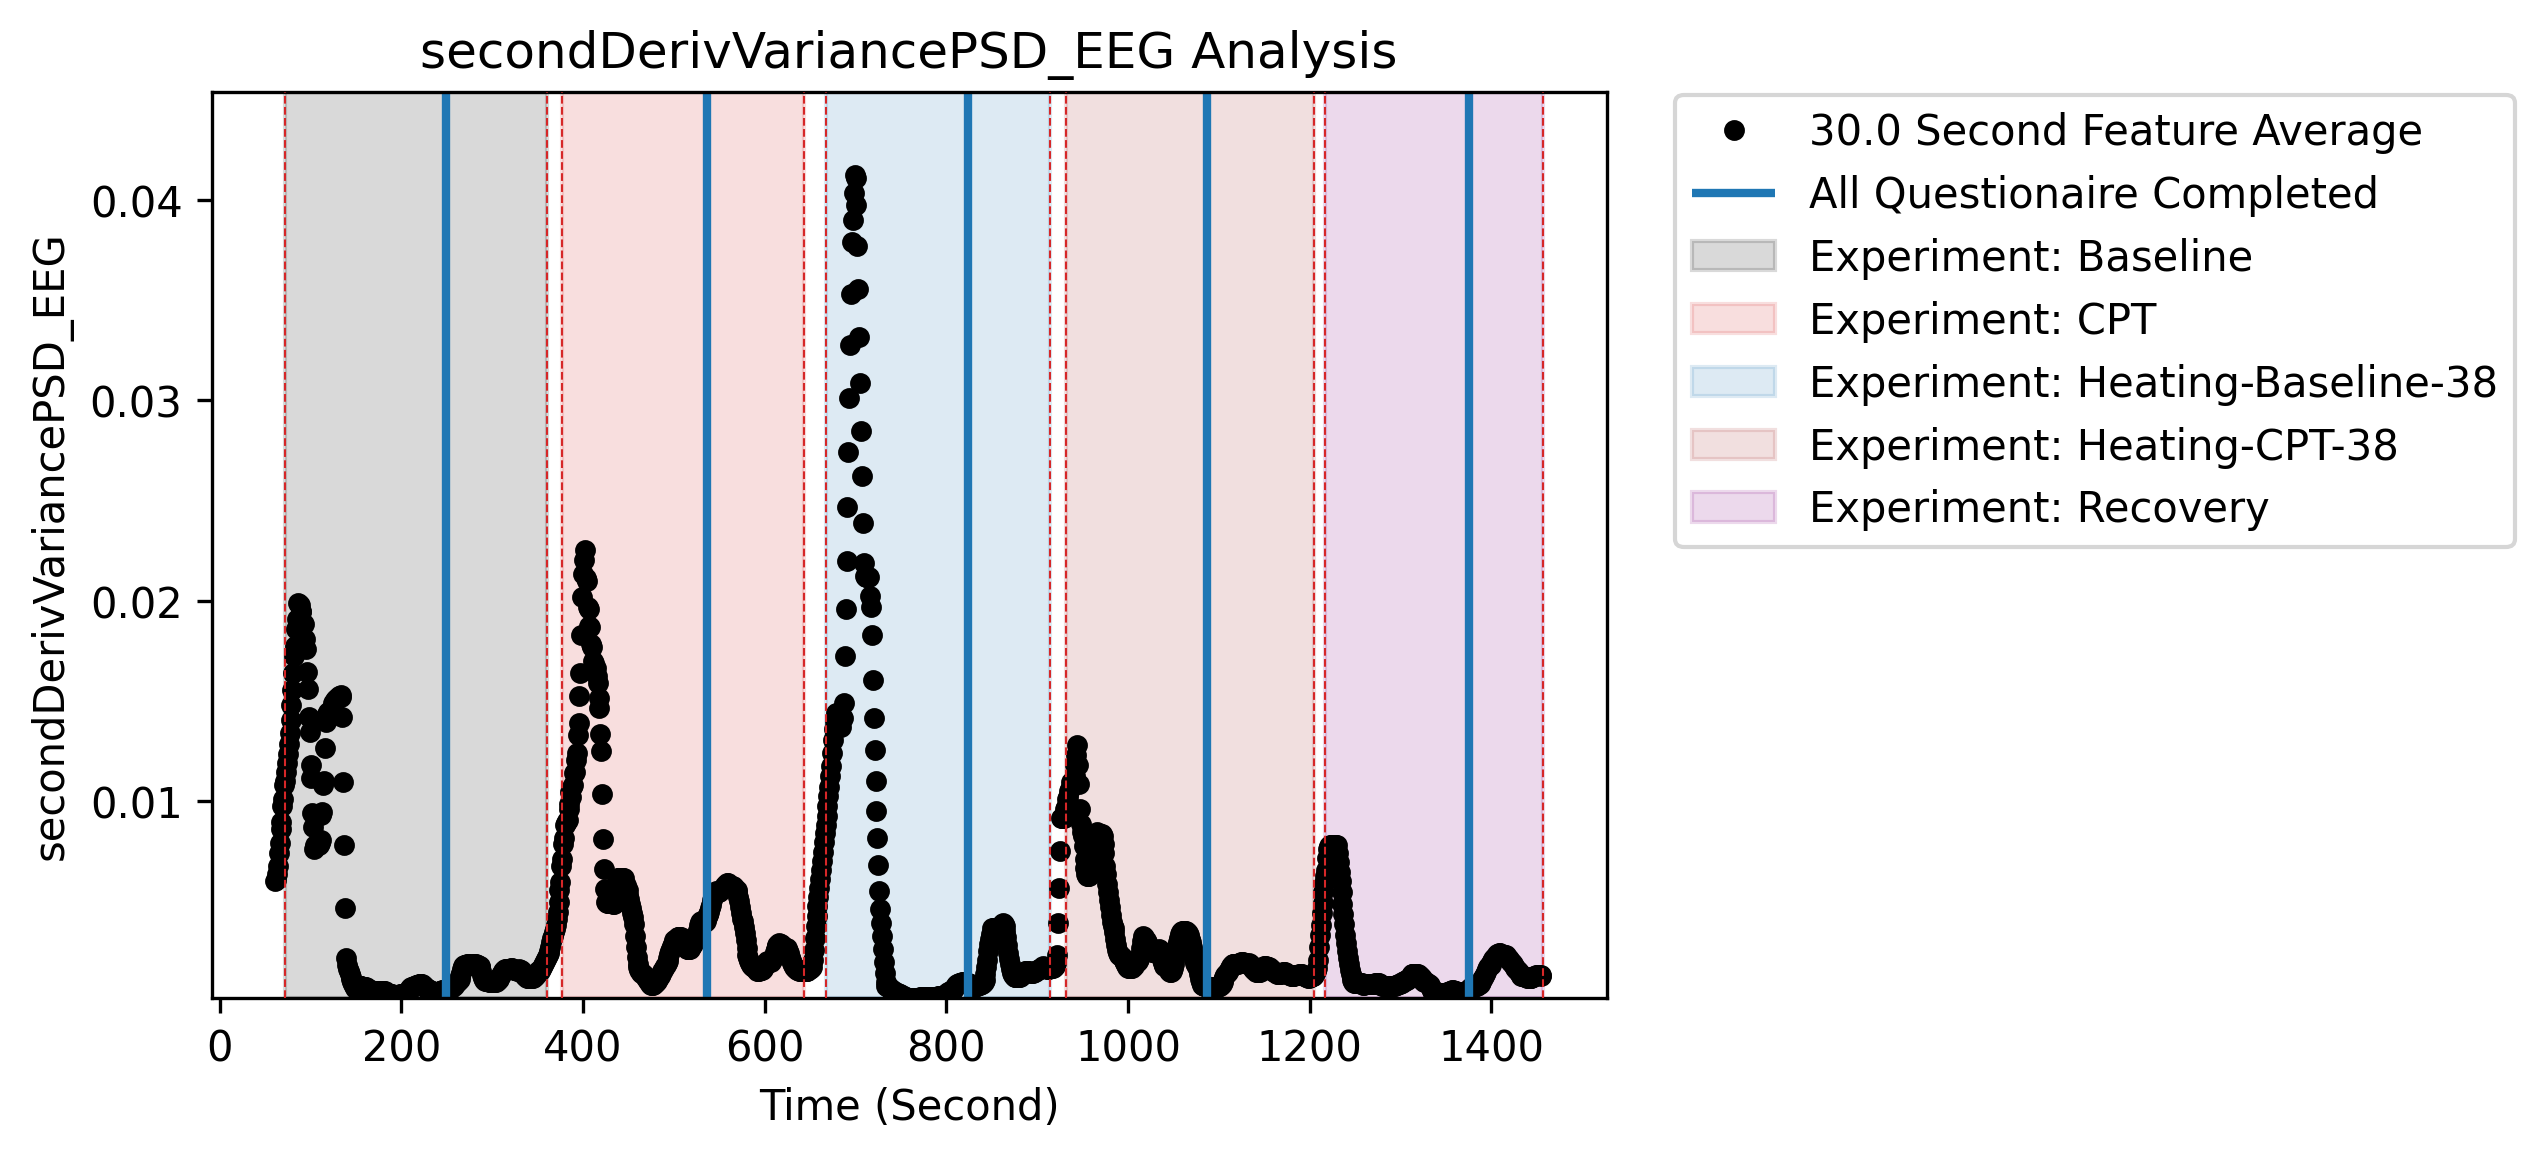 secondDerivVariancePSD_EEG Analysis
secondDerivVariancePSD_EEG
0.04
0.03
0.02
0.01
0 200 400 600 800 1000 1200 1400
Time (Second)
30.0 Second Feature Average
All Questionaire Completed
Experiment: Baseline
Experiment: CPT
Experiment: Heating-Baseline-38
Experiment: Heating-CPT-38
Experiment: Recovery